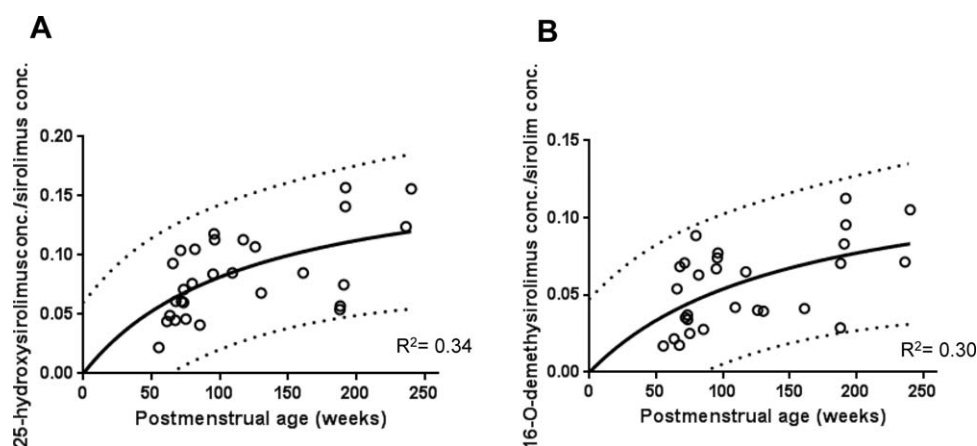 A
25-hydroxysirolimusconc./sirolimus conc.
0.20
0.15
0.10
0.05
0.00
0 50 100 150 200 250
Postmenstrual age (weeks)
R²= 0.34
B
16-O-demethysirolimus conc./sirolim conc.
0.15
0.10
0.05
0.00
0 50 100 150 200 250
Postmenstrual age (weeks)
R²= 0.30